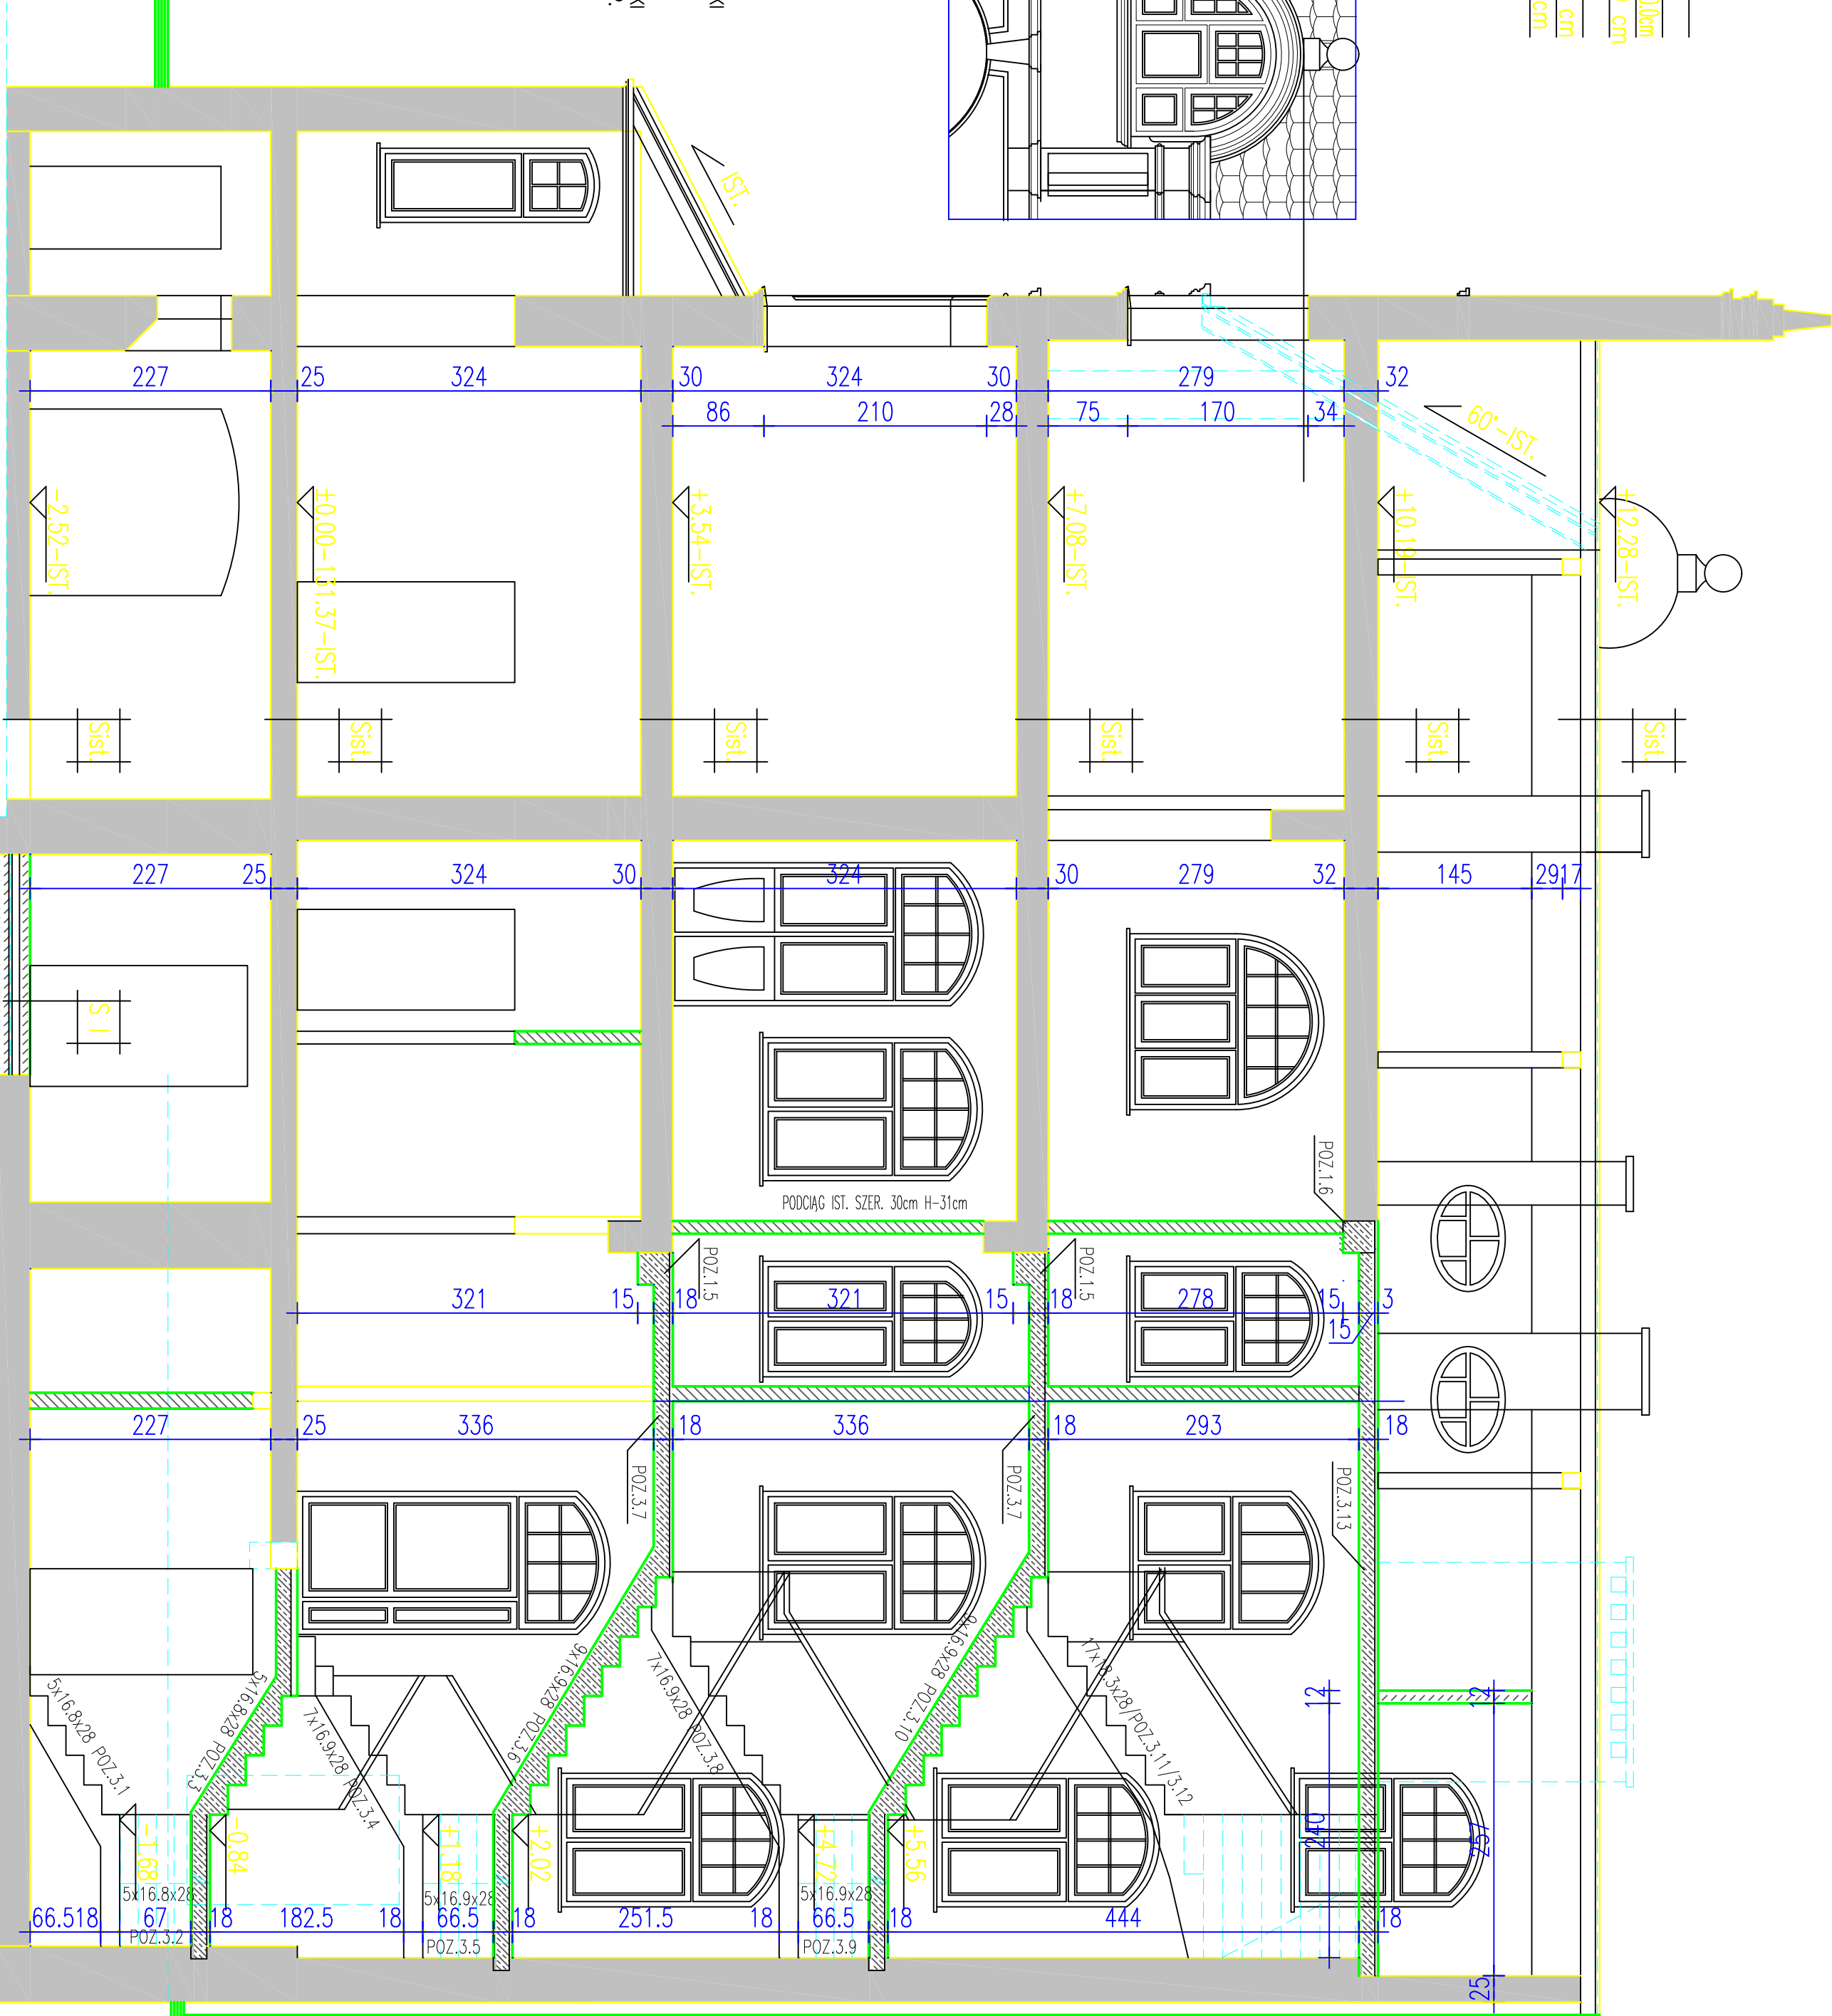 cm
cm
IST.
227
25
324
30
324
30
279
32
86
210
28
75
170
34
60°-IST.
-2.52-IST.
±0.00-131.37-IST.
+3.54-IST.
+7.08-IST.
+10.19-IST.
+12.28-IST.
Sist.
Sist.
Sist.
Sist.
Sist.
Sist.
227
25
324
30
324
30
279
32
145
29
17
S I
POZ.1.6
PODCIĄG IST. SZER. 30cm H-31cm
POZ.1.5
POZ.1.5
321
15
18
321
15
18
278
15
3
15
227
25
336
18
336
18
293
18
POZ.3.7
POZ.3.7
POZ.3.13
5x16.8x28 POZ.3.1
5x16.8x28 POZ.3.3
7x16.9x28 POZ.3.4
9x16.9x28 POZ.3.6
7x16.9x28 POZ.3.8
9x16.9x28 POZ.3.10
17x18.3x28/POZ.3.11/3.12
12
12
240
257
-1.68
-0.84
+1.18
+2.02
+4.72
+5.56
5x16.8x28
5x16.9x28
5x16.9x28
66.5
18
67
18
182.5
18
66.5
18
251.5
18
66.5
18
444
18
POZ.3.2
POZ.3.5
POZ.3.9
25